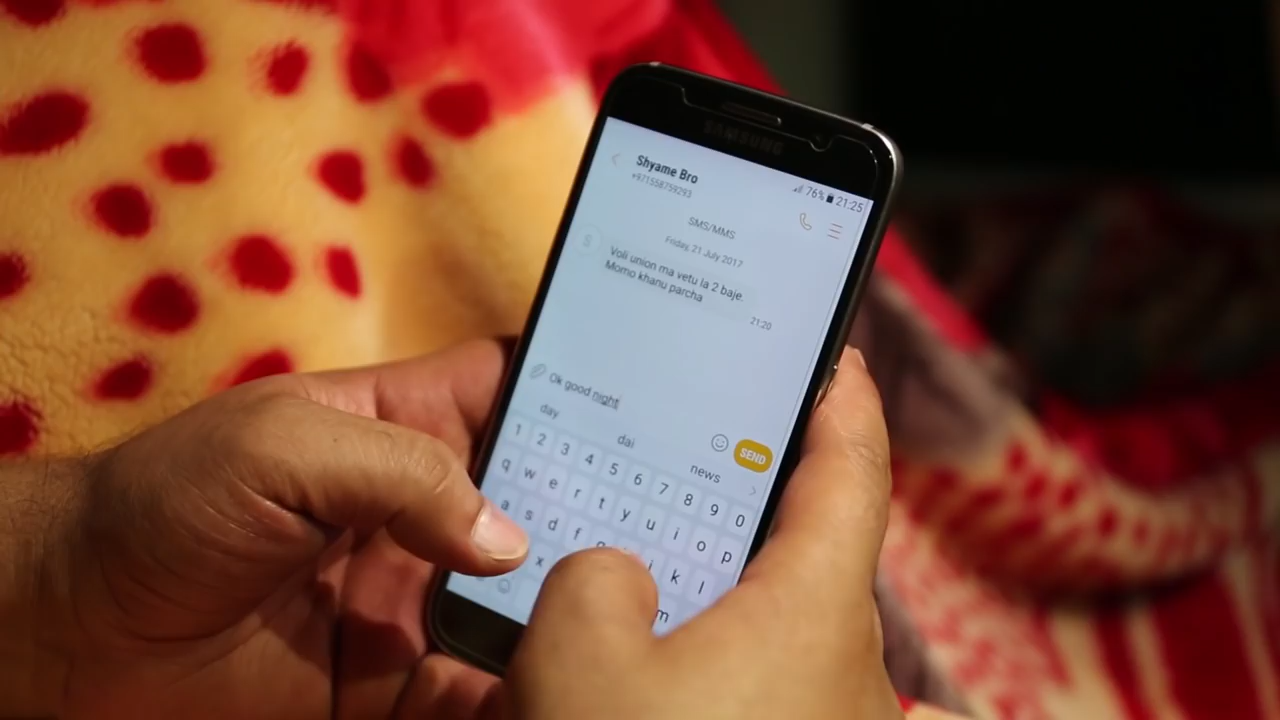 SAMSUNG
76% 21:25
Shyame Bro
+971558759293
SMS/MMS
Friday, 21 July 2017
S
Voli union ma vetu la 2 baje.
Momo khanu parcha
21:20
Ok good night
SEND
day dai news
1 2 3 4 5 6 7 8 9 0
q w e r t y u i o p
a s d f j k l
x m